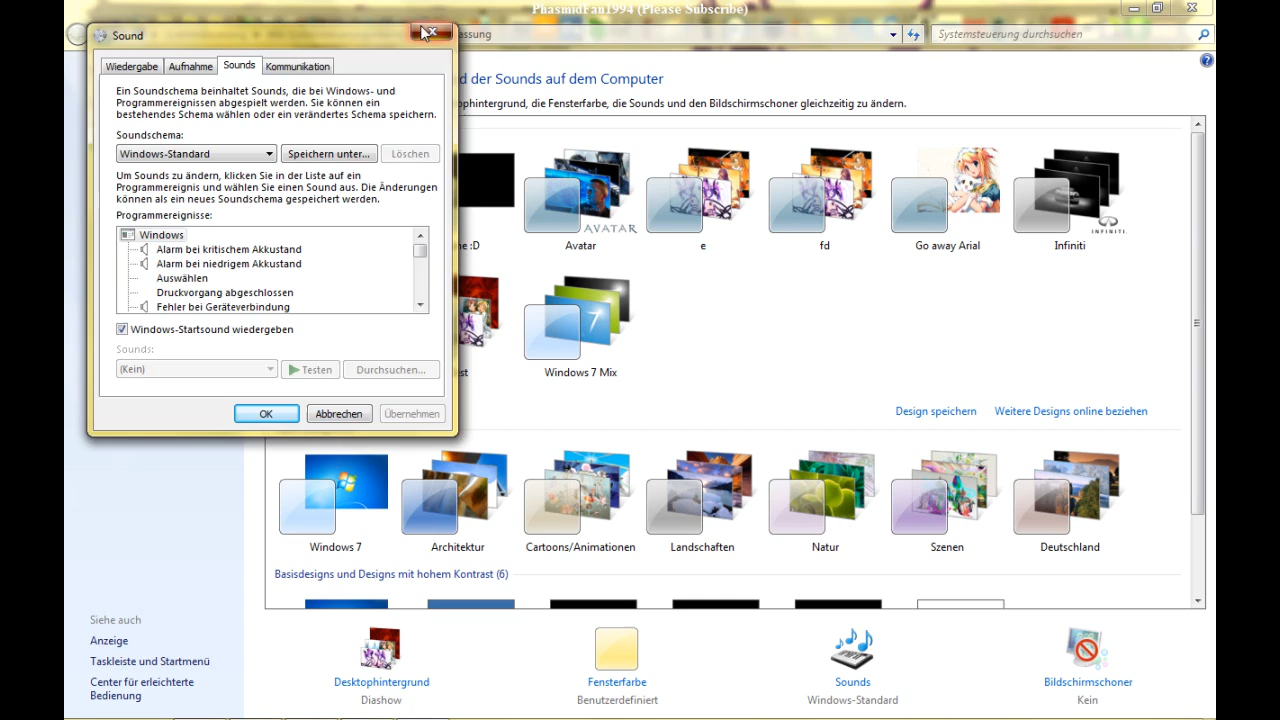 PhasmidFan1994 (Please Subscribe)
Sound
assung
Systemsteuerung durchsuchen
Wiedergabe
Aufnahme
Sounds
Kommunikation
d der Sounds auf dem Computer
ophintergrund, die Fensterfarbe, die Sounds und den Bildschirmschoner gleichzeitig zu ändern.
Ein Soundschema beinhaltet Sounds, die bei Windows- und
Programmereignissen abgespielt werden. Sie können ein
bestehendes Schema wählen oder ein verändertes Schema speichern.
Soundschema:
Windows-Standard
Speichern unter...
Löschen
Um Sounds zu ändern, klicken Sie in der Liste auf ein
Programmereignis und wählen Sie einen Sound aus. Die Änderungen
können als ein neues Soundschema gespeichert werden.
Programmereignisse:
Windows
Alarm bei kritischem Akkustand
Alarm bei niedrigem Akkustand
Auswählen
Druckvorgang abgeschlossen
Fehler bei Geräteverbindung
Windows-Startsound wiedergeben
Sounds:
(Kein)
Testen
Durchsuchen...
OK
Abbrechen
Übernehmen
AVATAR
INFINITI
me :D
Avatar
e
fd
Go away Arial
Infiniti
7
est
Windows 7 Mix
Design speichern
Weitere Designs online beziehen
Windows 7
Architektur
Cartoons/Animationen
Landschaften
Natur
Szenen
Deutschland
Basisdesigns und Designs mit hohem Kontrast (6)
Siehe auch
Anzeige
Taskleiste und Startmenü
Center für erleichterte
Bedienung
Desktophintergrund
Diashow
Fensterfarbe
Benutzerdefiniert
Sounds
Windows-Standard
Bildschirmschoner
Kein